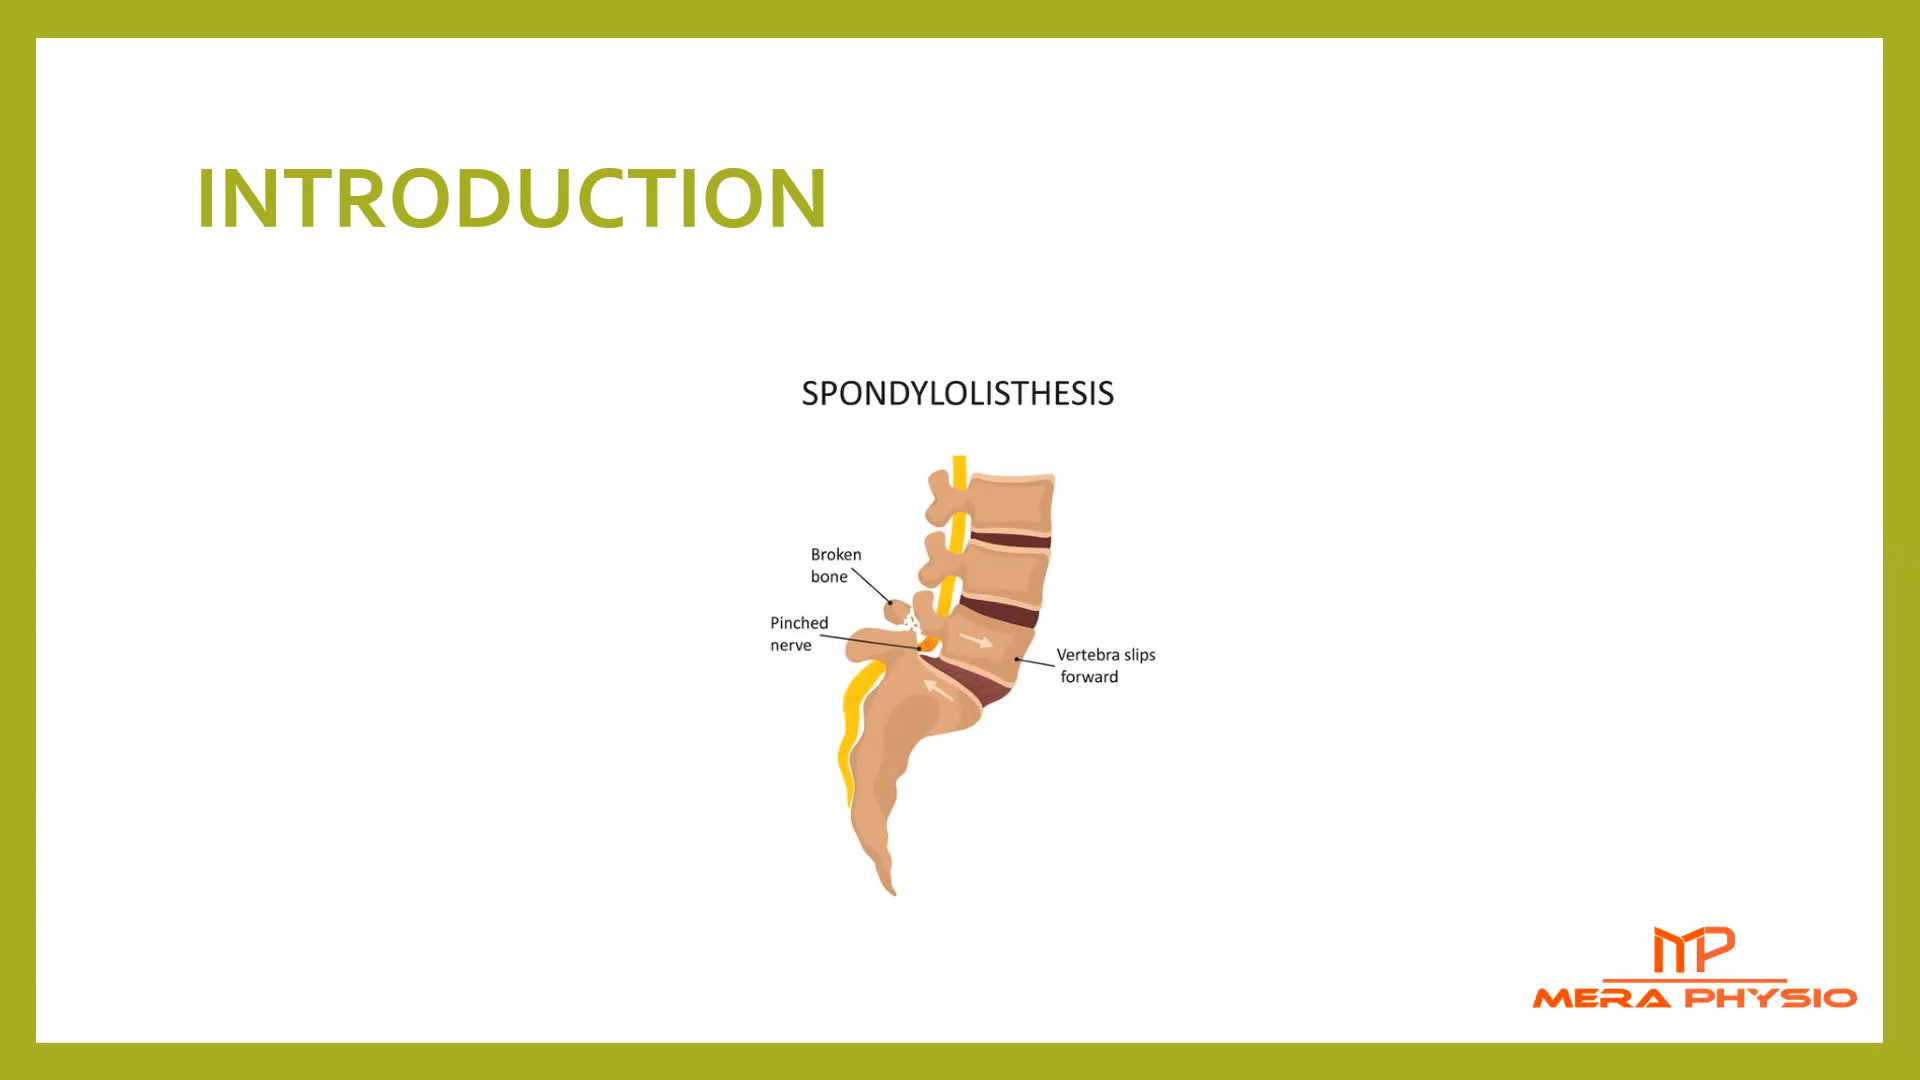 INTRODUCTION
SPONDYLOLISTHESIS
Broken
bone
Pinched
nerve
Vertebra slips
forward
MP
MERA PHYSIO